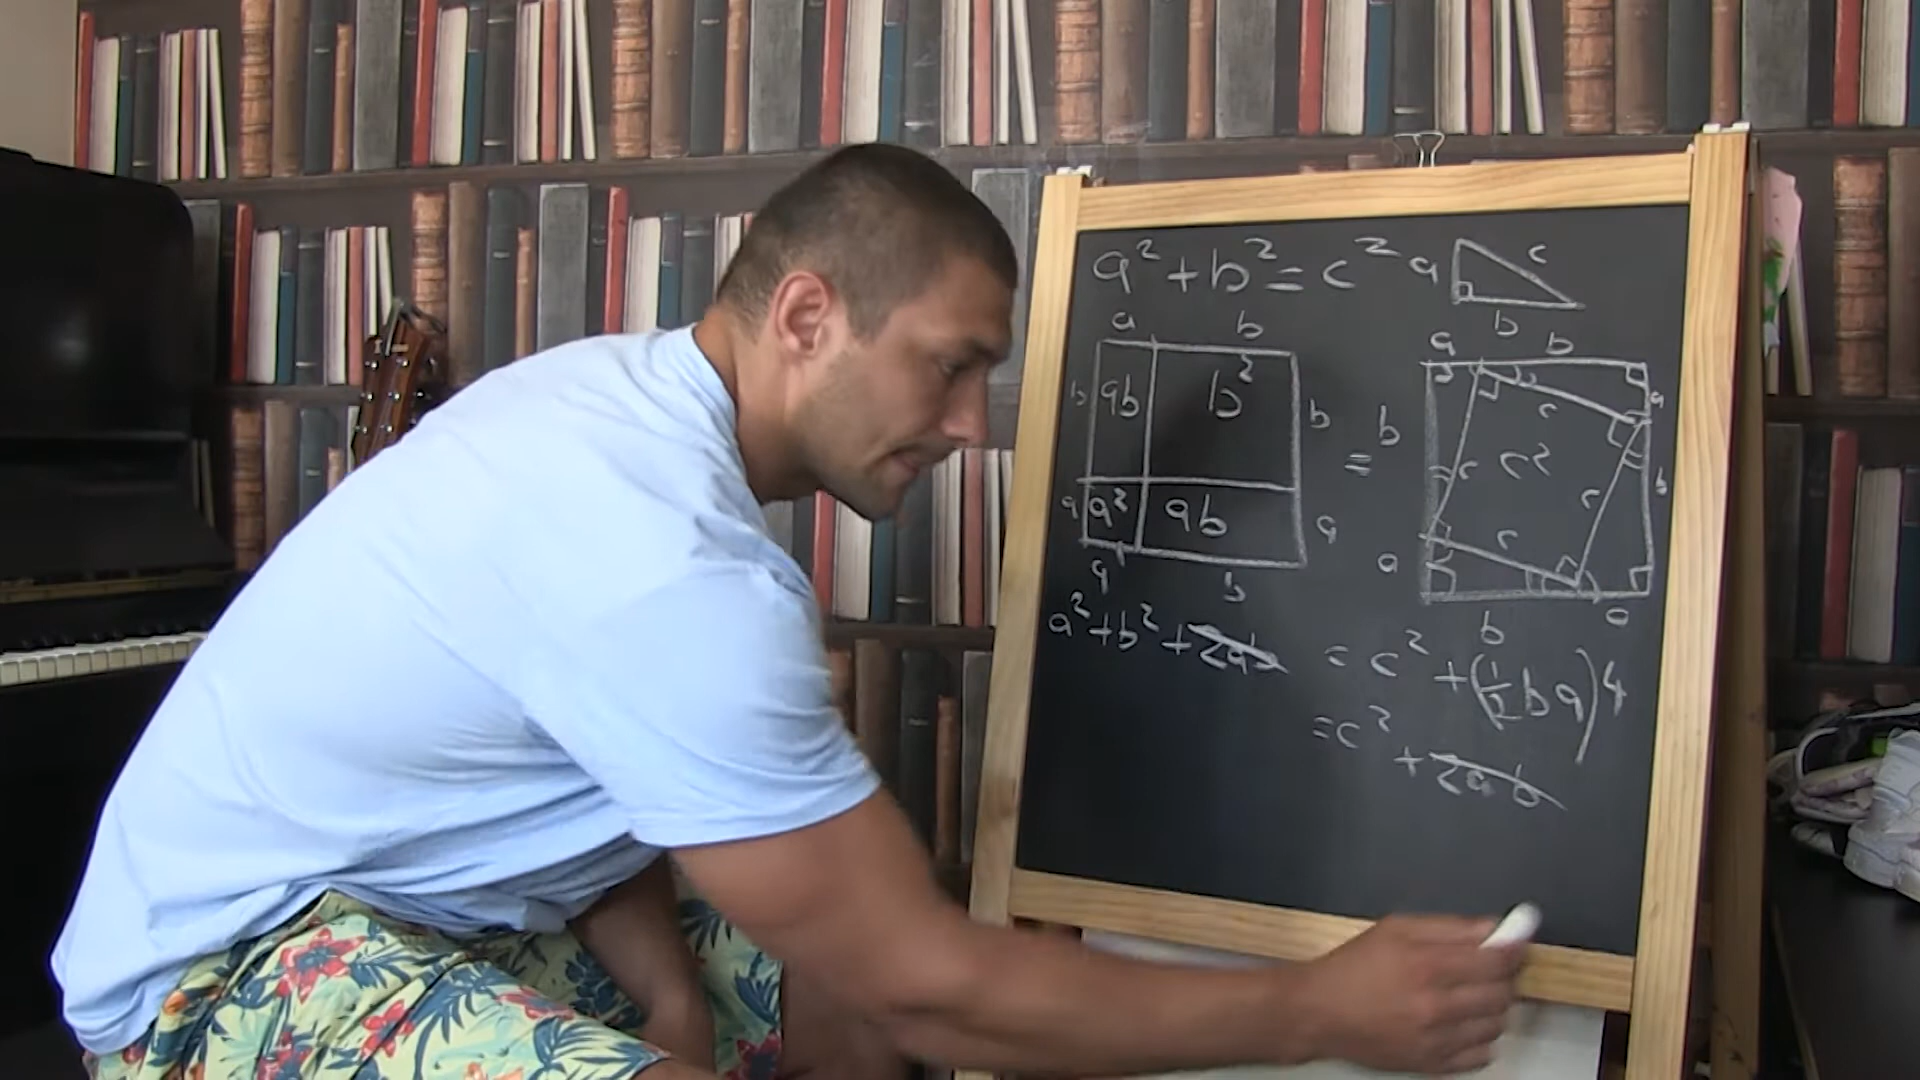 a² + b² = c²
a c
b
a b
b ab b² b
a a² ab a
a b
=
a b
b c a
c c² c b
a c
b a
a² + b² + 2ab = c² + (½ba)4
= c² + 2ab